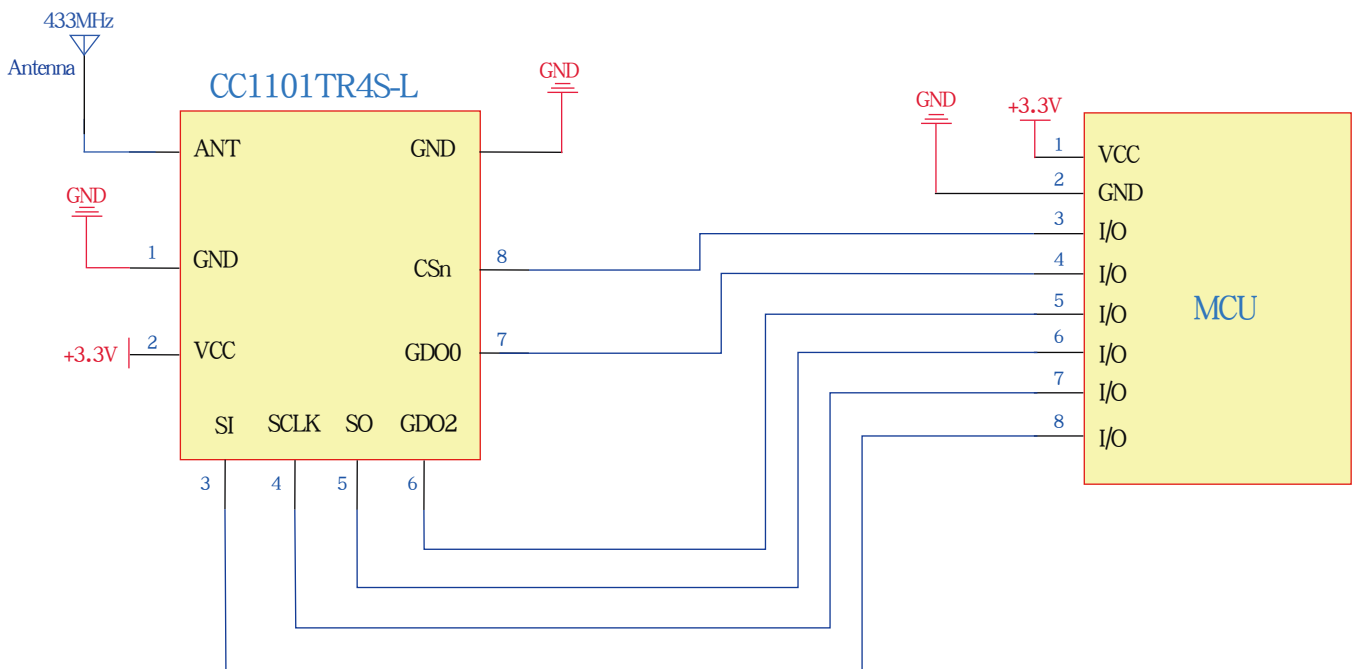 433MHz
Antenna
CC1101TR4S-L
GND
ANT
GND
GND
1
GND
CSn
8
+3.3V
2
VCC
GDO0
7
SI
SCLK
SO
GDO2
3
4
5
6
GND
+3.3V
1
VCC
2
GND
3
I/O
4
I/O
5
I/O
MCU
6
I/O
7
I/O
8
I/O